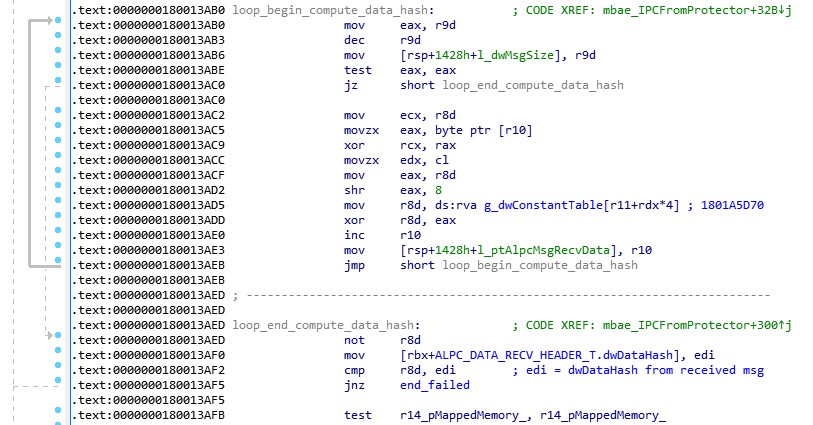 .text:0000000180013AB0 loop_begin_compute_data_hash: ; CODE XREF: mbae_IPCFromProtector+32B↓j
.text:0000000180013AB0 mov eax, r9d
.text:0000000180013AB3 dec r9d
.text:0000000180013AB6 mov [rsp+1428h+l_dwMsgSize], r9d
.text:0000000180013ABE test eax, eax
.text:0000000180013AC0 jz short loop_end_compute_data_hash
.text:0000000180013AC0
.text:0000000180013AC2 mov ecx, r8d
.text:0000000180013AC5 movzx eax, byte ptr [r10]
.text:0000000180013AC9 xor rcx, rax
.text:0000000180013ACC movzx edx, cl
.text:0000000180013ACF mov eax, r8d
.text:0000000180013AD2 shr eax, 8
.text:0000000180013AD5 mov r8d, ds:rva g_dwConstantTable[r11+rdx*4] ; 1801A5D70
.text:0000000180013ADD xor r8d, eax
.text:0000000180013AE0 inc r10
.text:0000000180013AE3 mov [rsp+1428h+l_ptAlpcMsgRecvData], r10
.text:0000000180013AEB jmp short loop_begin_compute_data_hash
.text:0000000180013AEB
.text:0000000180013AED ; ---------------------------------------------------------------------------
.text:0000000180013AED
.text:0000000180013AED loop_end_compute_data_hash: ; CODE XREF: mbae_IPCFromProtector+300↑j
.text:0000000180013AED not r8d
.text:0000000180013AF0 mov [rbx+ALPC_DATA_RECV_HEADER_T.dwDataHash], edi
.text:0000000180013AF2 cmp r8d, edi ; edi = dwDataHash from received msg
.text:0000000180013AF5 jnz end_failed
.text:0000000180013AF5
.text:0000000180013AFB test r14_pMappedMemory_, r14_pMappedMemory_